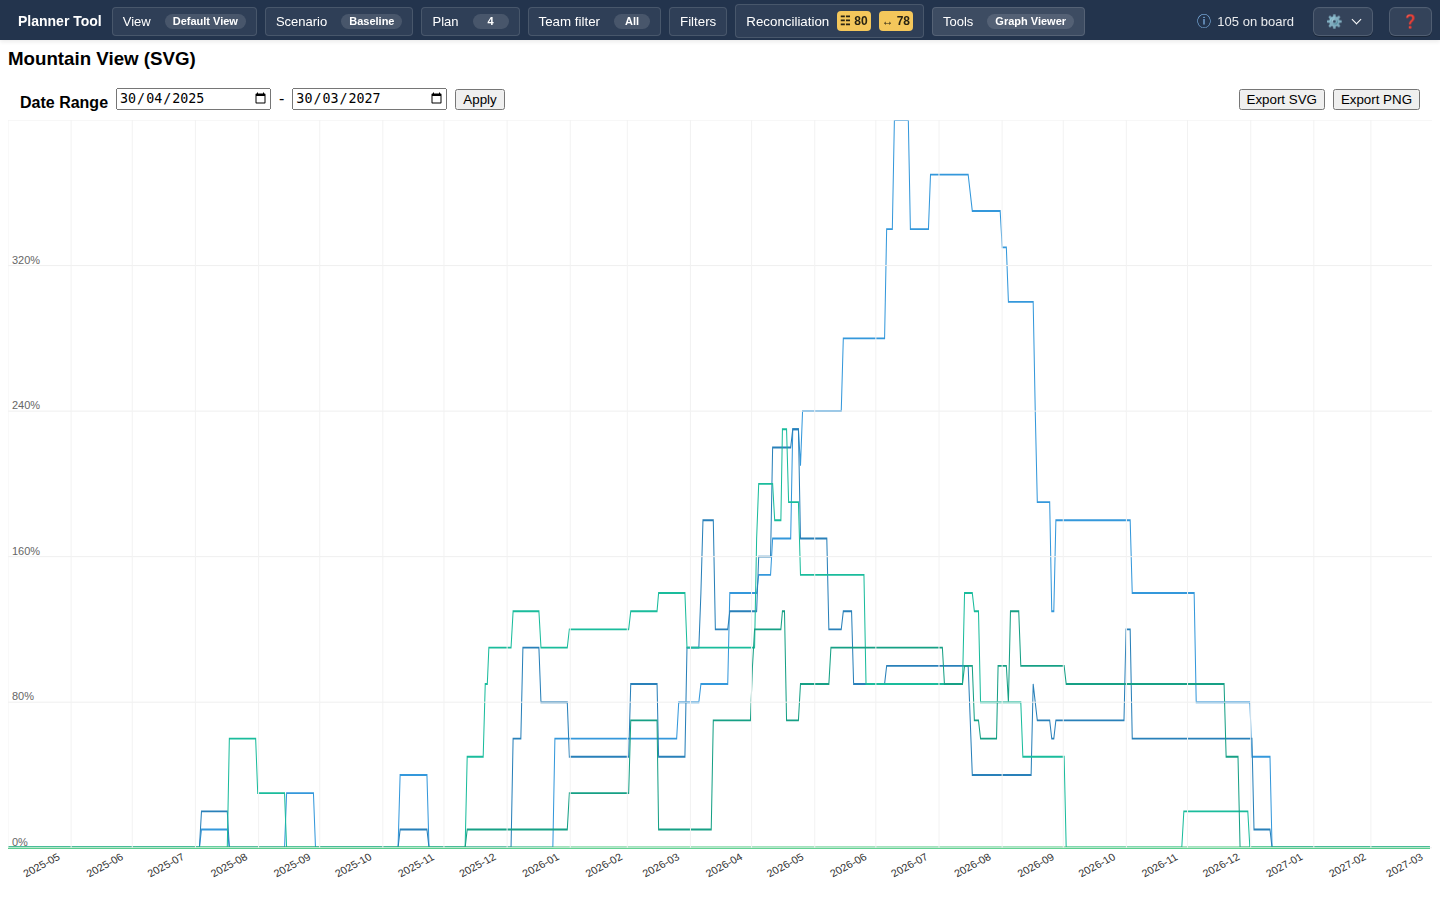 Planner Tool View Default View Scenario Baseline Plan 4 Team filter All Filters Reconciliation 80 ↔ 78 Tools Graph Viewer ⓘ 105 on board ⚙️ ❓
Mountain View (SVG)
Date Range 30/04/2025 - 30/03/2027 Apply Export SVG Export PNG
320%
240%
160%
80%
0%
2025-05 2025-06 2025-07 2025-08 2025-09 2025-10 2025-11 2025-12 2026-01 2026-02 2026-03 2026-04 2026-05 2026-06 2026-07 2026-08 2026-09 2026-10 2026-11 2026-12 2027-01 2027-02 2027-03